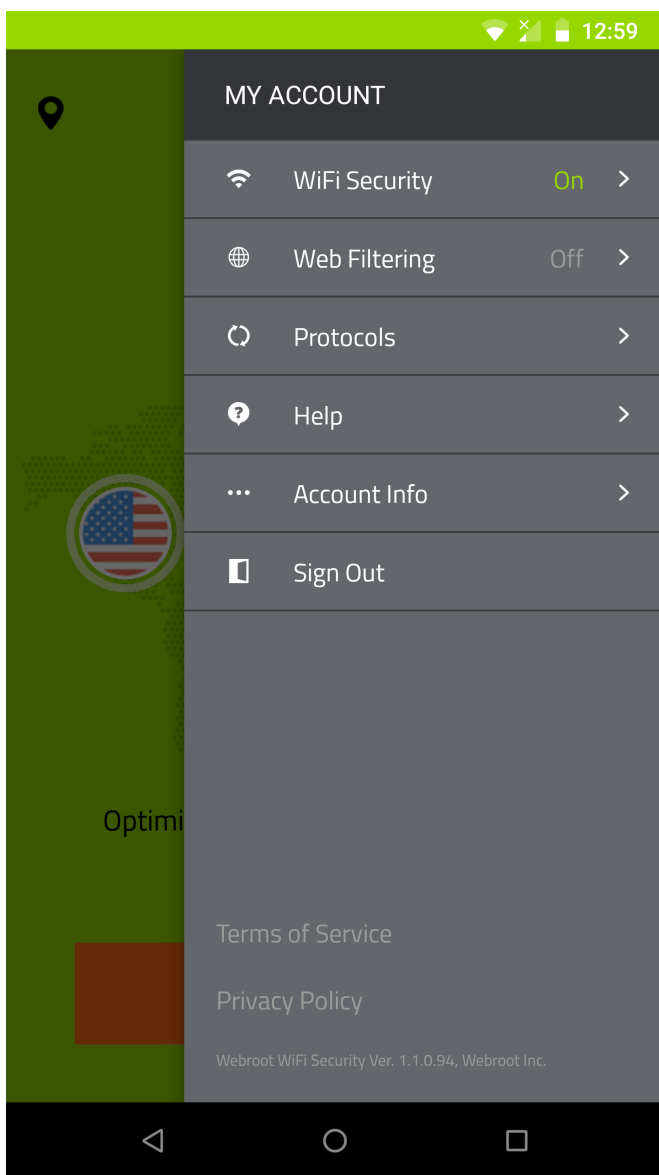 12:59
MY ACCOUNT
WiFi Security On
Web Filtering Off
Protocols
Help
Account Info
Sign Out
Optimi
Terms of Service
Privacy Policy
Webroot WiFi Security Ver. 1.1.0.94, Webroot Inc.